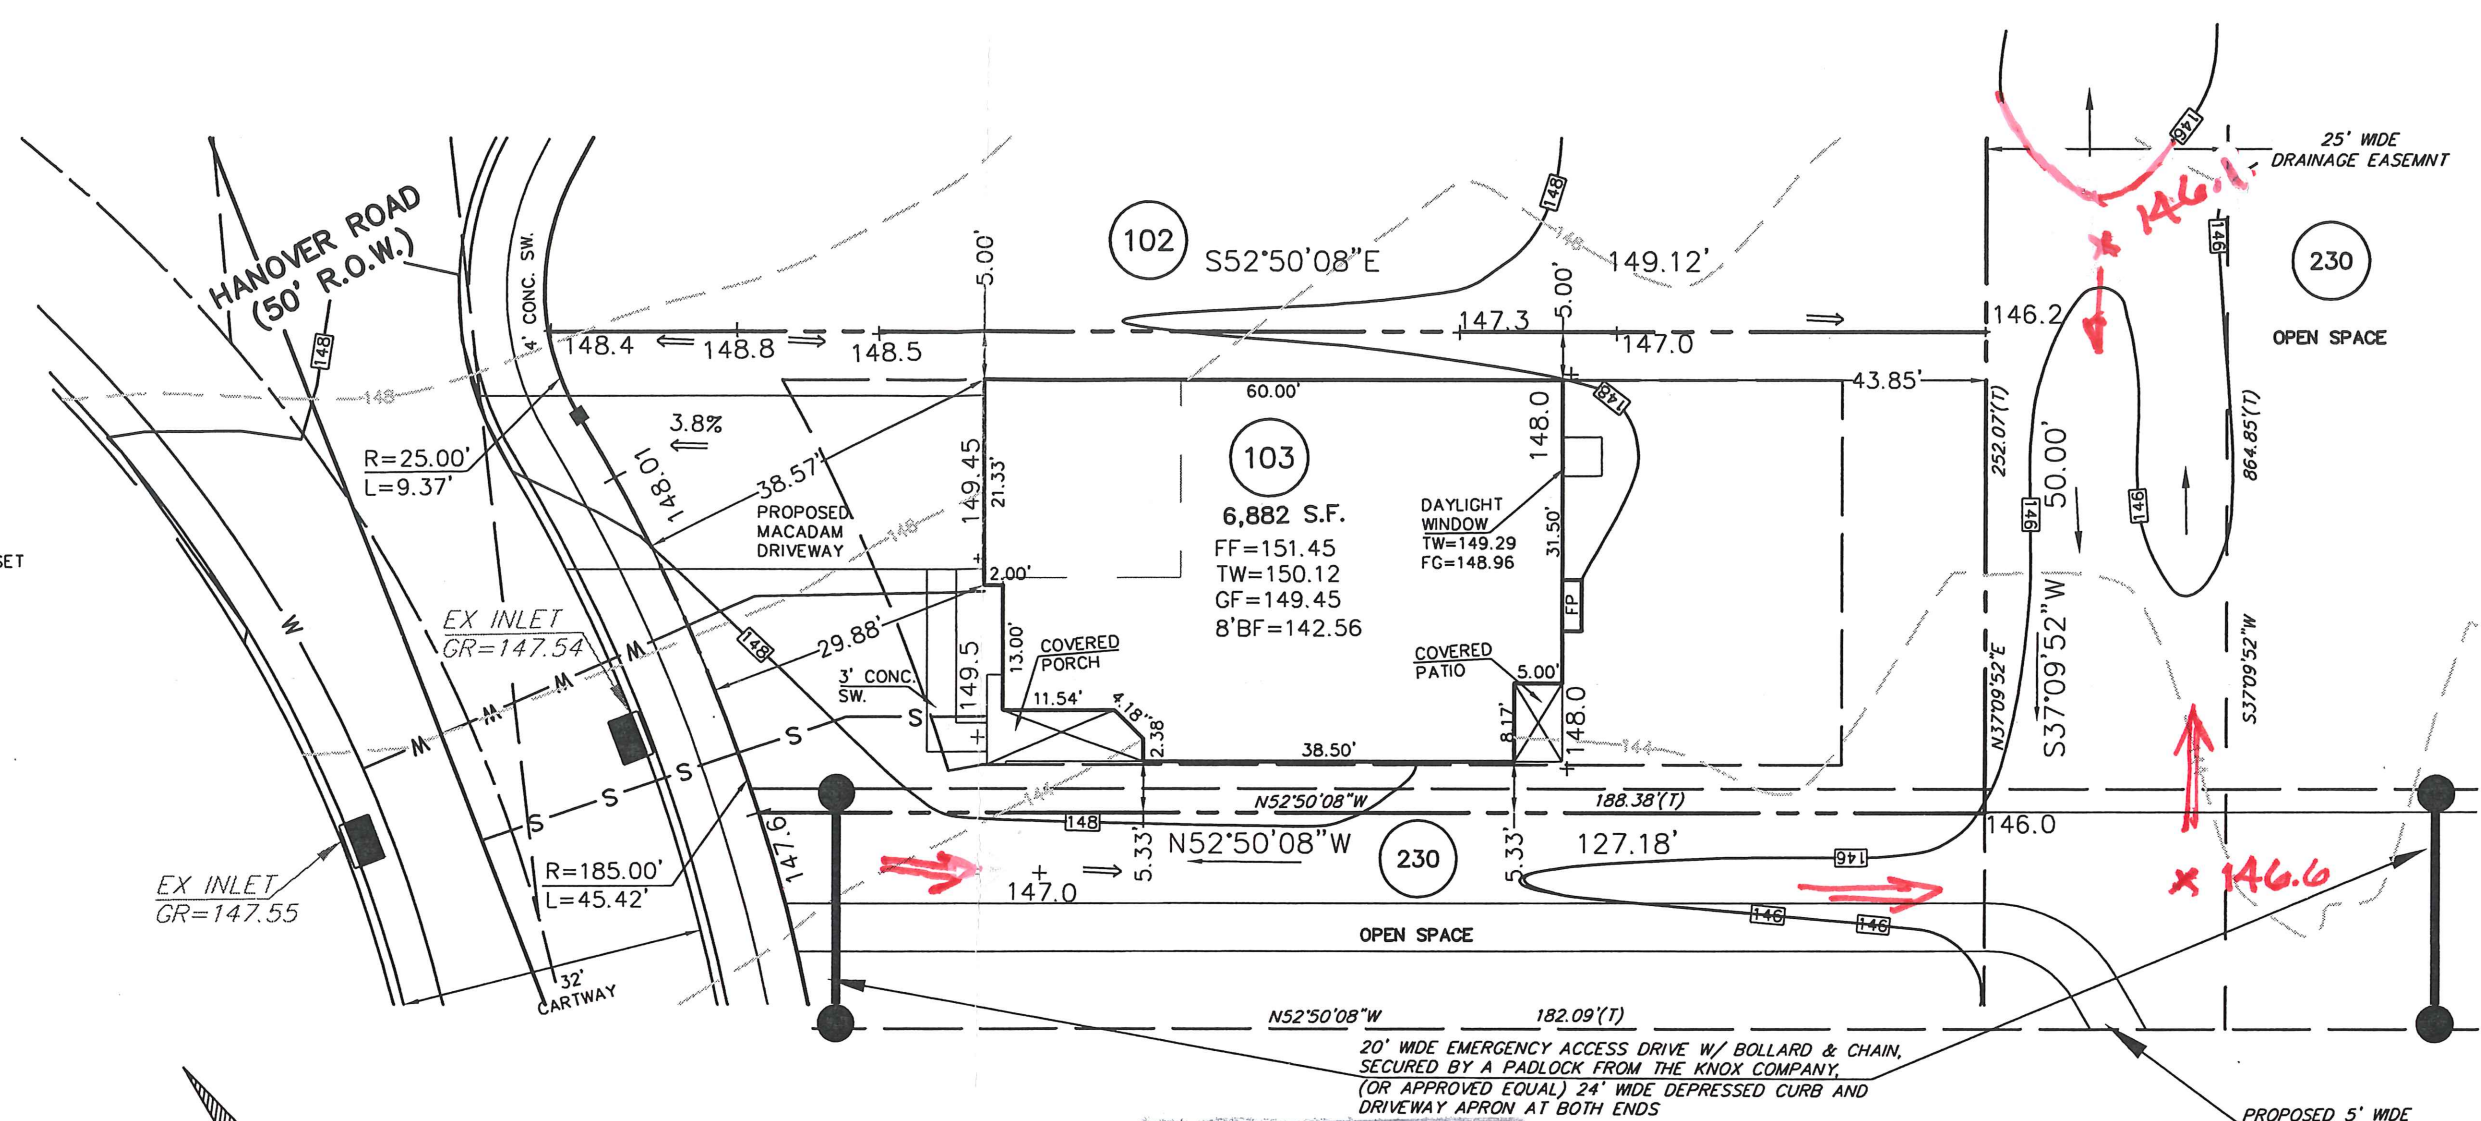 25' WIDE
DRAINAGE EASEMNT
146
146.1
146
230
OPEN SPACE
HANOVER ROAD
(50' R.O.W.)
4' CONC. SW.
148
148
102
S52°50'08"E
149.12'
148
148
5.00'
5.00'
148.4
148.8
148.5
147.3
147.0
146.2
43.85'
60.00'
148
3.8%
R=25.00'
L=9.37'
148.01
38.57'
PROPOSED
MACADAM
DRIVEWAY
148
149.45
21.33'
2.00'
103
6,882 S.F.
FF=151.45
TW=150.12
GF=149.45
8'BF=142.56
DAYLIGHT
WINDOW
TW=149.29
FG=148.96
148.0
31.50'
148
FP
252.07'(T)
50.00'
146
146
864.85'(T)
SET
EX INLET
GR=147.54
W
W
W
W
W
148
29.88'
3' CONC.
SW.
149.5
13.00'
COVERED
PORCH
11.54'
4.18'
2.38'
COVERED
PATIO
5.00'
8.17'
148.0
144
38.50'
N37°09'52"E
S37°09'52"W
S37°09'52"W
S
S
S
S
S
EX INLET
GR=147.55
R=185.00'
L=45.42'
147.6
144
N52°50'08"W
188.38'(T)
148
N52°50'08"W
5.33'
5.33'
230
127.18'
146
146.0
147.0
146
146
146.6
OPEN SPACE
32'
CARTWAY
N52°50'08"W
182.09'(T)
20' WIDE EMERGENCY ACCESS DRIVE W/ BOLLARD & CHAIN,
SECURED BY A PADLOCK FROM THE KNOX COMPANY,
(OR APPROVED EQUAL) 24' WIDE DEPRESSED CURB AND
DRIVEWAY APRON AT BOTH ENDS
PROPOSED 5' WIDE